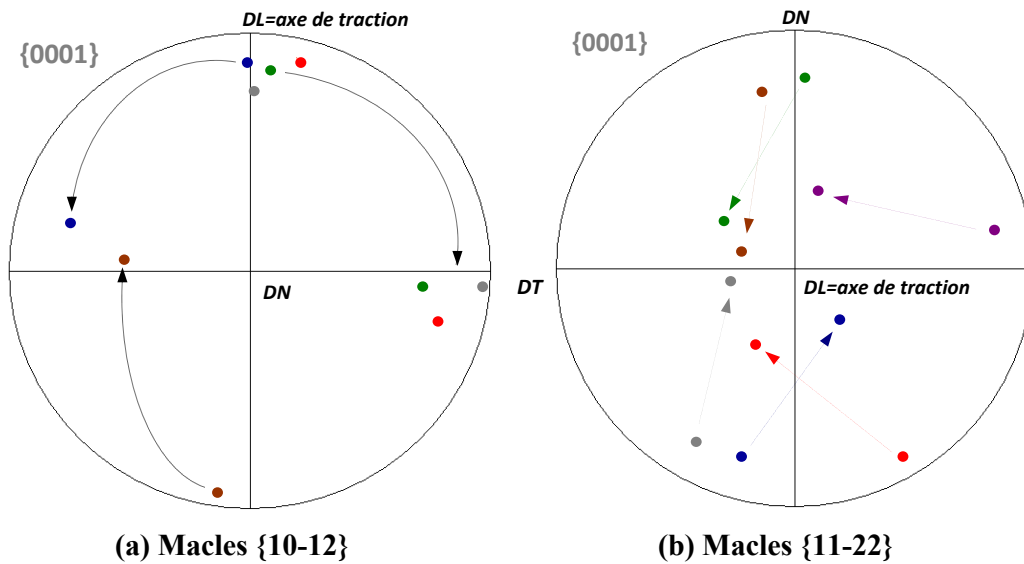 DL=axe de traction
{0001}
DN
(a) Macles {10-12}
DN
{0001}
DT
DL=axe de traction
(b) Macles {11-22}